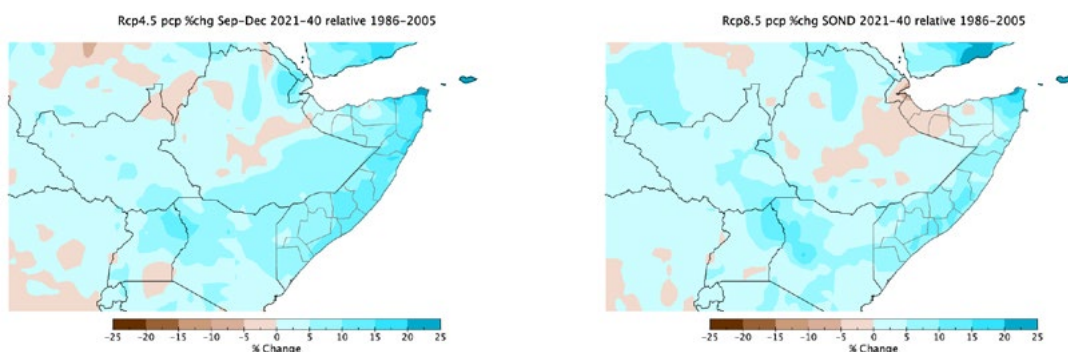 Rcp4.5 pcp %chg Sep-Dec 2021-40 relative 1986-2005
-25 -20 -15 -10 -5 0 5 10 15 20 25
% Change
Rcp8.5 pcp %chg SOND 2021-40 relative 1986-2005
-25 -20 -15 -10 -5 0 5 10 15 20 25
% Change